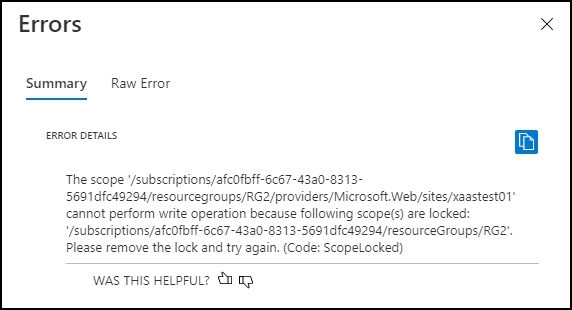 Errors
Summary Raw Error
ERROR DETAILS
The scope '/subscriptions/afc0fbff-6c67-43a0-8313-
5691dfc49294/resourcegroups/RG2/providers/Microsoft.Web/sites/xaastest01'
cannot perform write operation because following scope(s) are locked:
'/subscriptions/afc0fbff-6c67-43a0-8313-5691dfc49294/resourceGroups/RG2'.
Please remove the lock and try again. (Code: ScopeLocked)
WAS THIS HELPFUL?